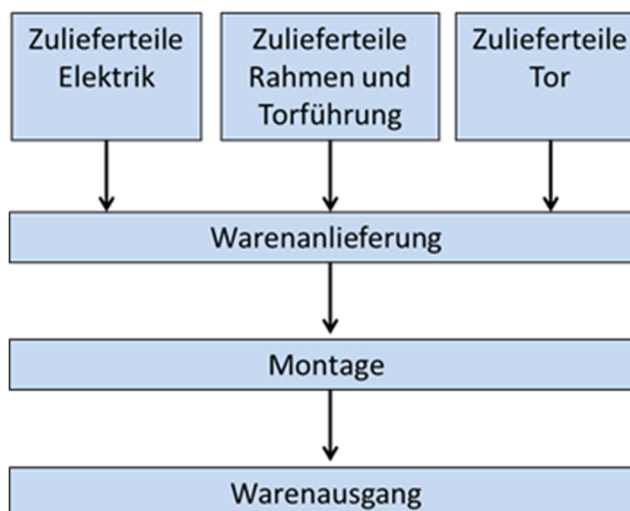 Zulieferteile
Elektrik
Zulieferteile
Rahmen und
Torführung
Zulieferteile
Tor
Warenanlieferung
Montage
Warenausgang